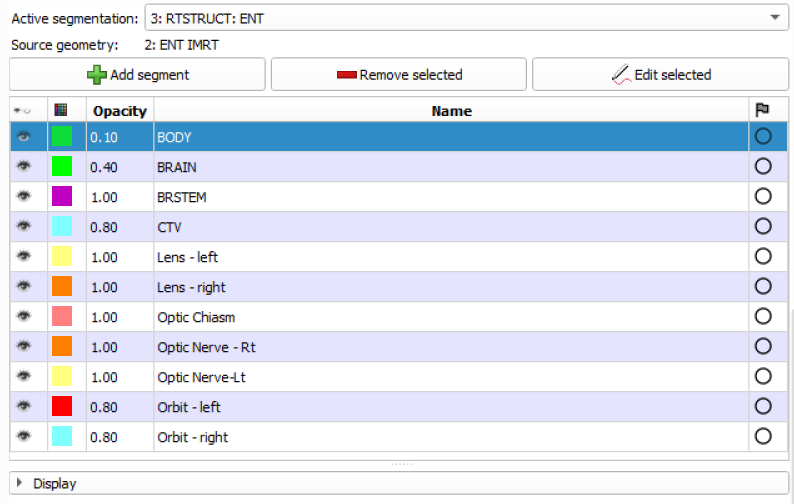 Active segmentation: 3: RTSTRUCT: ENT
Source geometry: 2: ENT IMRT
Add segment Remove selected Edit selected
Opacity Name
0.10 BODY
0.40 BRAIN
1.00 BRSTEM
0.80 CTV
1.00 Lens - left
1.00 Lens - right
1.00 Optic Chiasm
1.00 Optic Nerve - Rt
1.00 Optic Nerve-Lt
0.80 Orbit - left
0.80 Orbit - right
Display